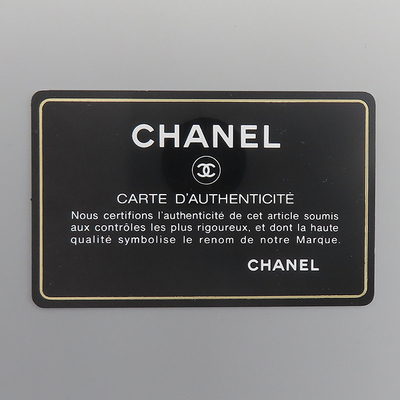 CHANEL
CARTE D'AUTHENTICITÉ
Nous certifions l'authenticité de cet article soumis
aux contrôles les plus rigoureux, et dont la haute
qualité symbolise le renom de notre Marque.
CHANEL